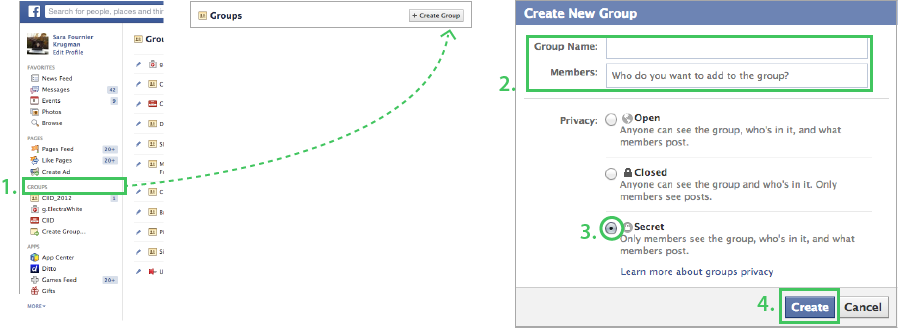 Search for people, places and thin
Sara Fournier
Krugman
Edit Profile
FAVORITES
News Feed
Messages 42
Events 9
Photos
Browse
PAGES
Pages Feed 20+
Like Pages 20+
Create Ad
1.
GROUPS
CIID_2012
g.ElectraWhite
CIID
Create Group...
APPS
App Center
Ditto
Games Feed 20+
Gifts
MORE
Grou
g
C
C
D
S
M
F
C
B
P
S
Groups
+ Create Group
Create New Group
2.
Group Name:
Members: Who do you want to add to the group?
Privacy: Open
Anyone can see the group, who's in it, and what
members post.
Closed
Anyone can see the group and who's in it. Only
members see posts.
3. Secret
Only members see the group, who's in it, and what
members post.
Learn more about groups privacy
4. Create Cancel